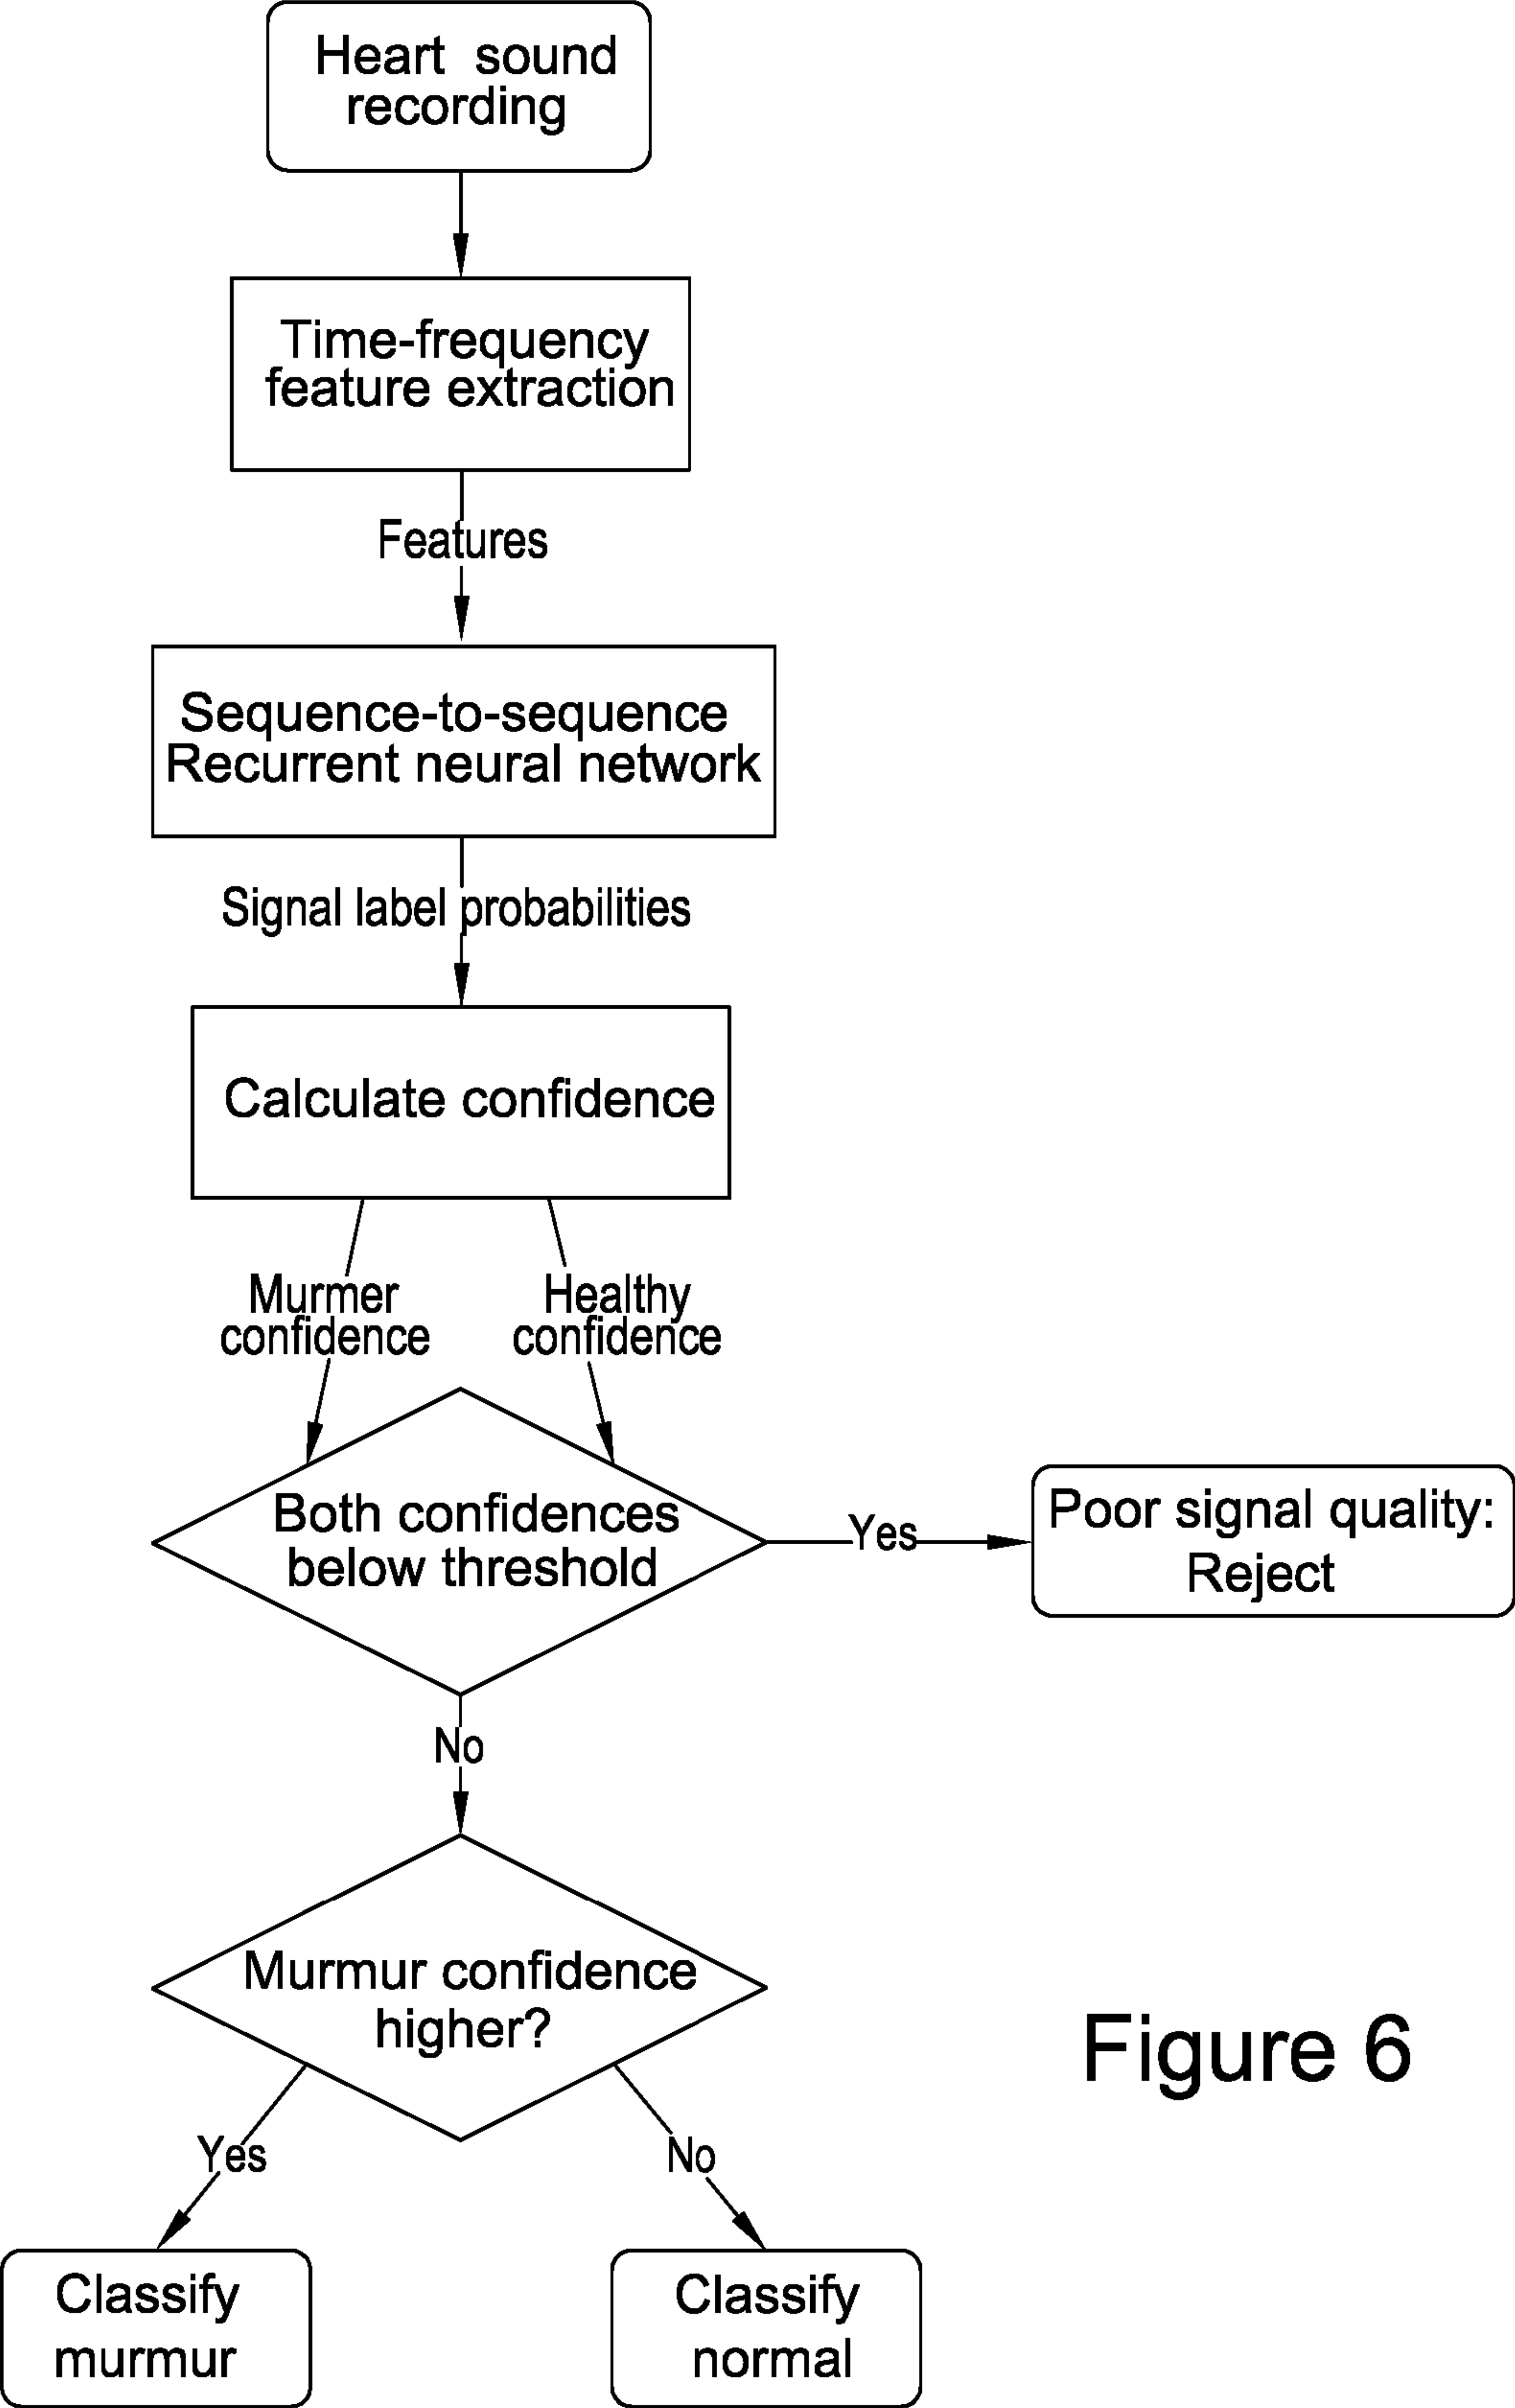 Heart sound
recording
Time-frequency
feature extraction
Features
Sequence-to-sequence
Recurrent neural network
Signal label probabilities
Calculate confidence
Murmer
confidence
Healthy
confidence
Both confidences
below threshold
Yes
Poor signal quality:
Reject
No
Murmur confidence
higher?
Figure 6
Yes
No
Classify
murmur
Classify
normal